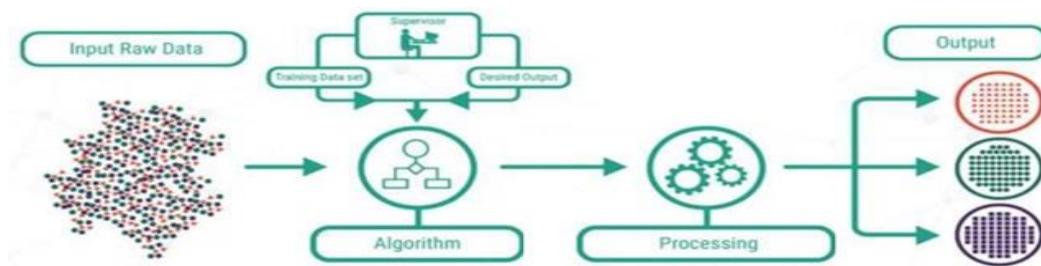 Input Raw Data
Supervisor
Training Data set
Desired Output
Algorithm
Processing
Output